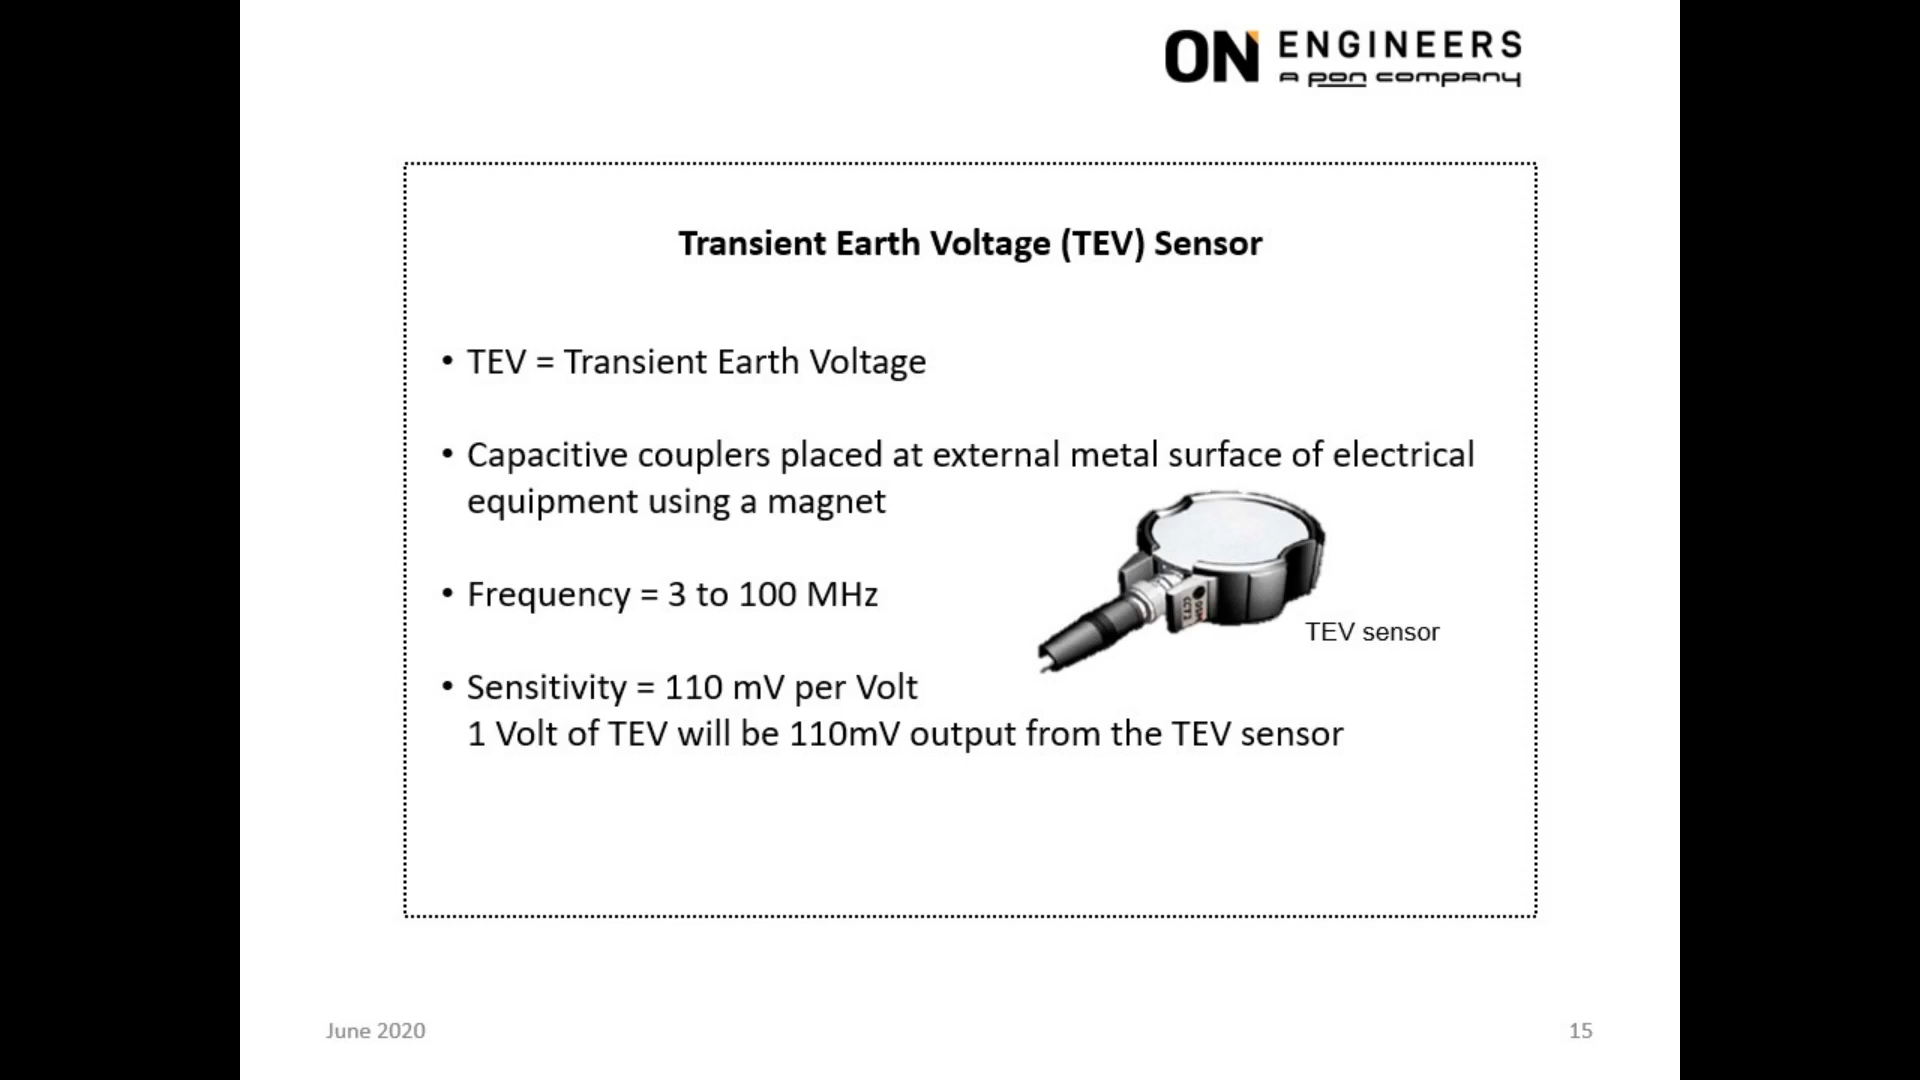 ON ENGINEERS
a pon company
Transient Earth Voltage (TEV) Sensor
• TEV = Transient Earth Voltage
• Capacitive couplers placed at external metal surface of electrical
equipment using a magnet
• Frequency = 3 to 100 MHz
TEV sensor
• Sensitivity = 110 mV per Volt
1 Volt of TEV will be 110mV output from the TEV sensor
June 2020
15